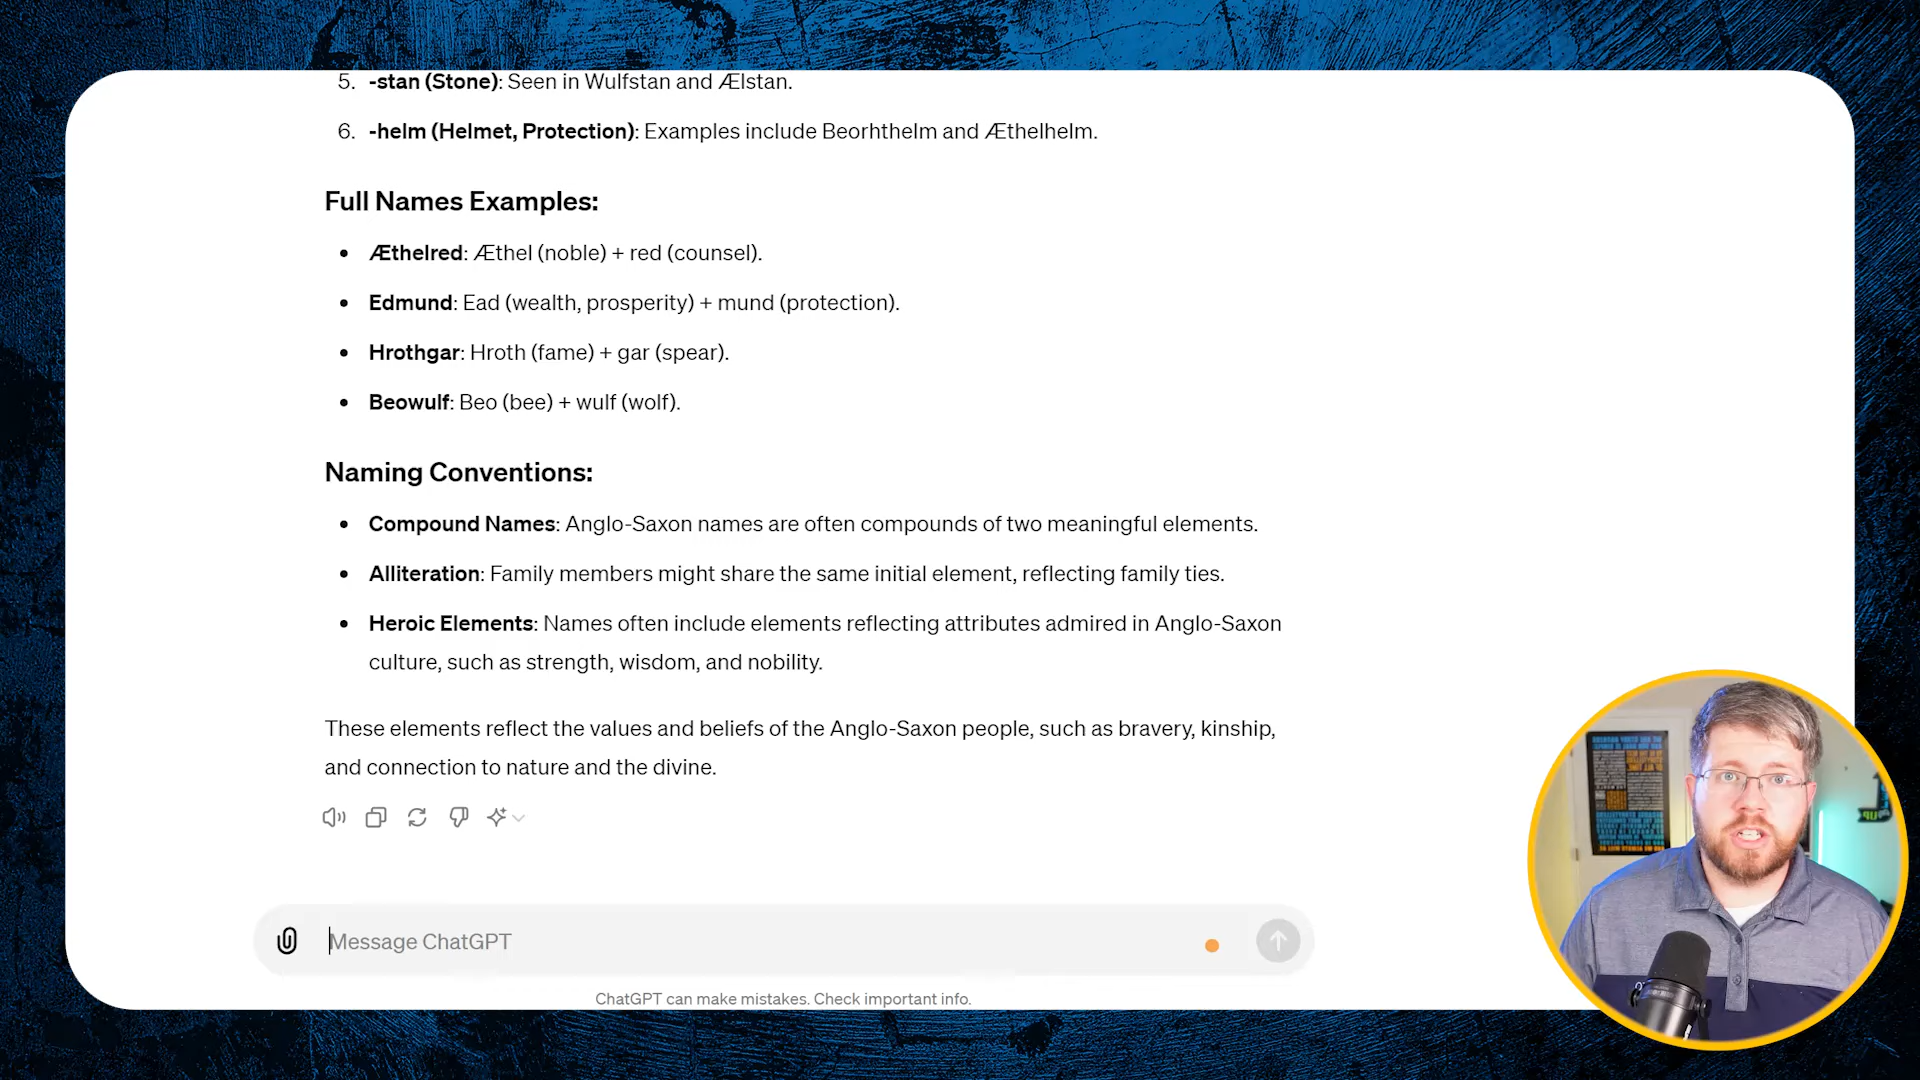 5. -stan (Stone): Seen in Wulfstan and Ælstan.
6. -helm (Helmet, Protection): Examples include Beorhthelm and Æthelhelm.
Full Names Examples:
• Æthelred: Æthel (noble) + red (counsel).
• Edmund: Ead (wealth, prosperity) + mund (protection).
• Hrothgar: Hroth (fame) + gar (spear).
• Beowulf: Beo (bee) + wulf (wolf).
Naming Conventions:
• Compound Names: Anglo-Saxon names are often compounds of two meaningful elements.
• Alliteration: Family members might share the same initial element, reflecting family ties.
• Heroic Elements: Names often include elements reflecting attributes admired in Anglo-Saxon
culture, such as strength, wisdom, and nobility.
These elements reflect the values and beliefs of the Anglo-Saxon people, such as bravery, kinship,
and connection to nature and the divine.
Message ChatGPT
ChatGPT can make mistakes. Check important info.